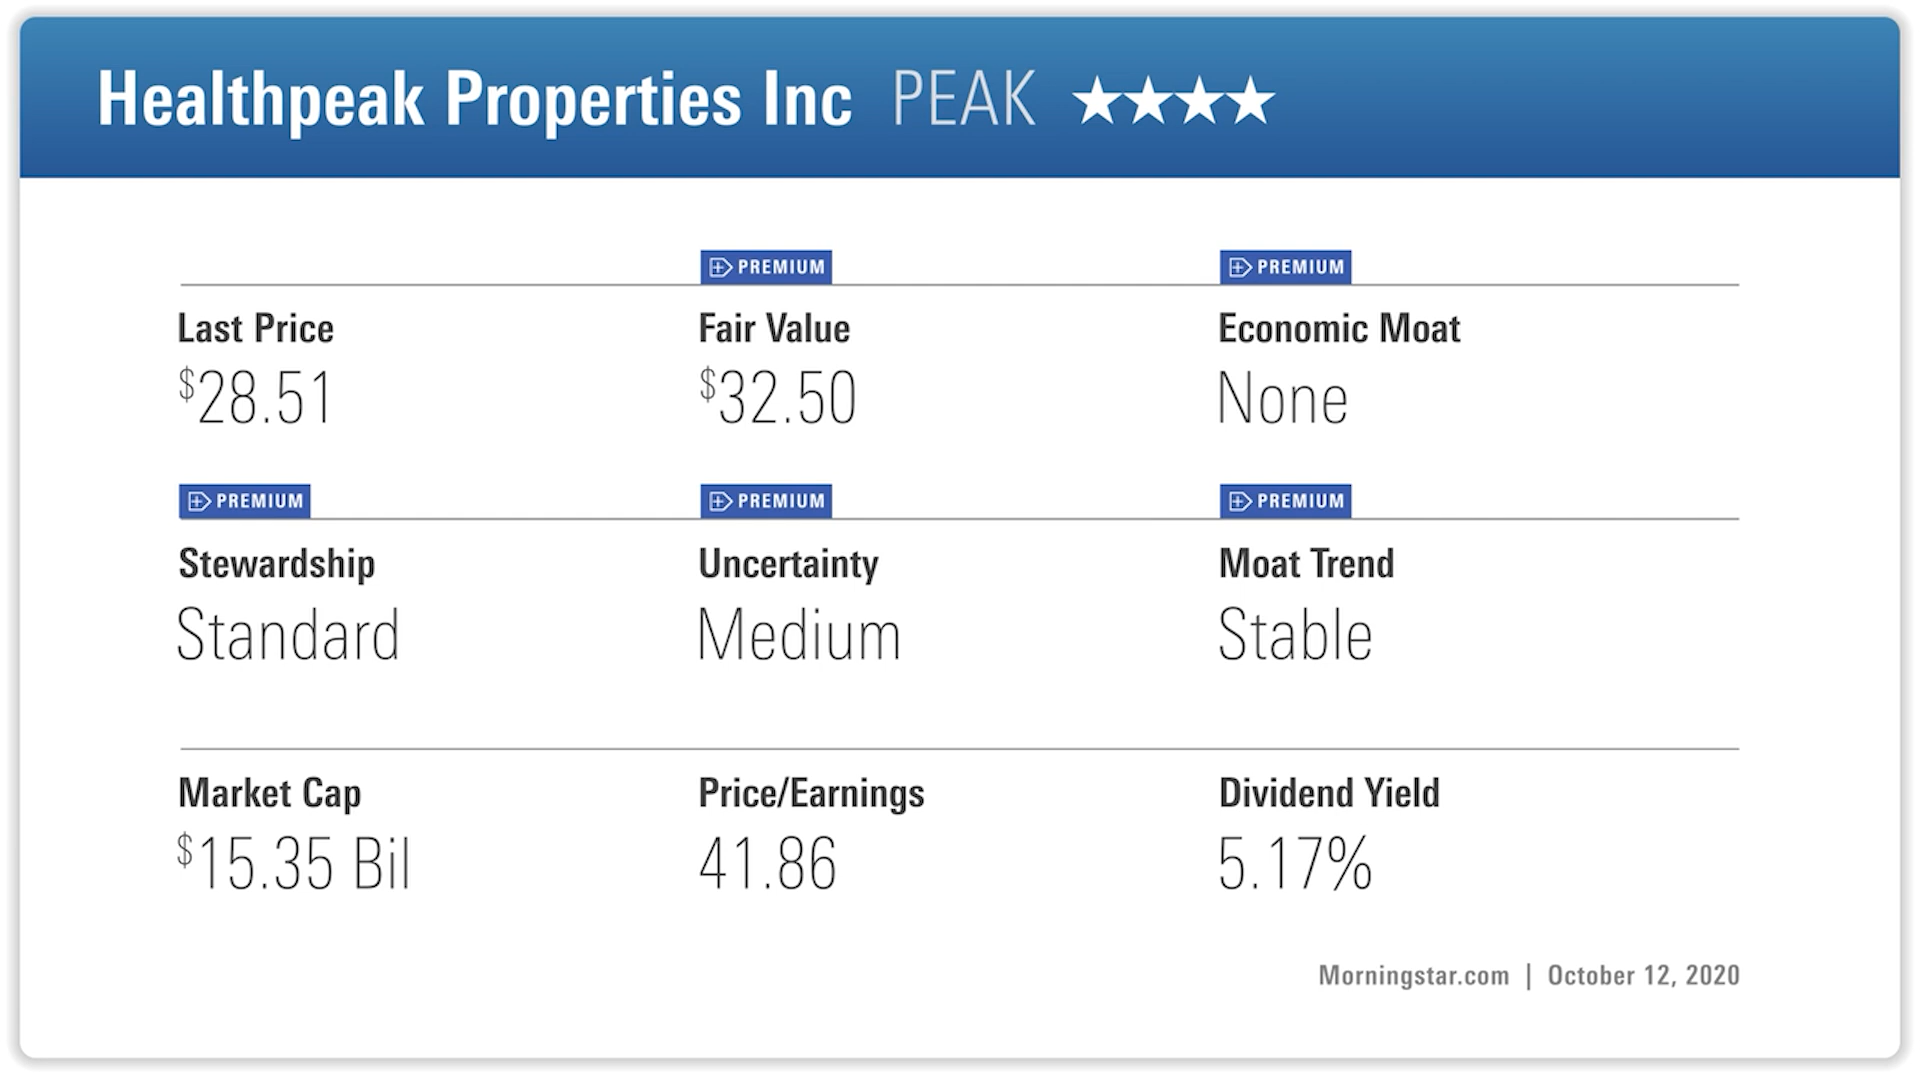 Healthpeak Properties Inc PEAK ★★★★
PREMIUM PREMIUM
Last Price Fair Value Economic Moat
$28.51 $32.50 None
PREMIUM PREMIUM PREMIUM
Stewardship Uncertainty Moat Trend
Standard Medium Stable
Market Cap Price/Earnings Dividend Yield
$15.35 Bil 41.86 5.17%
Morningstar.com | October 12, 2020